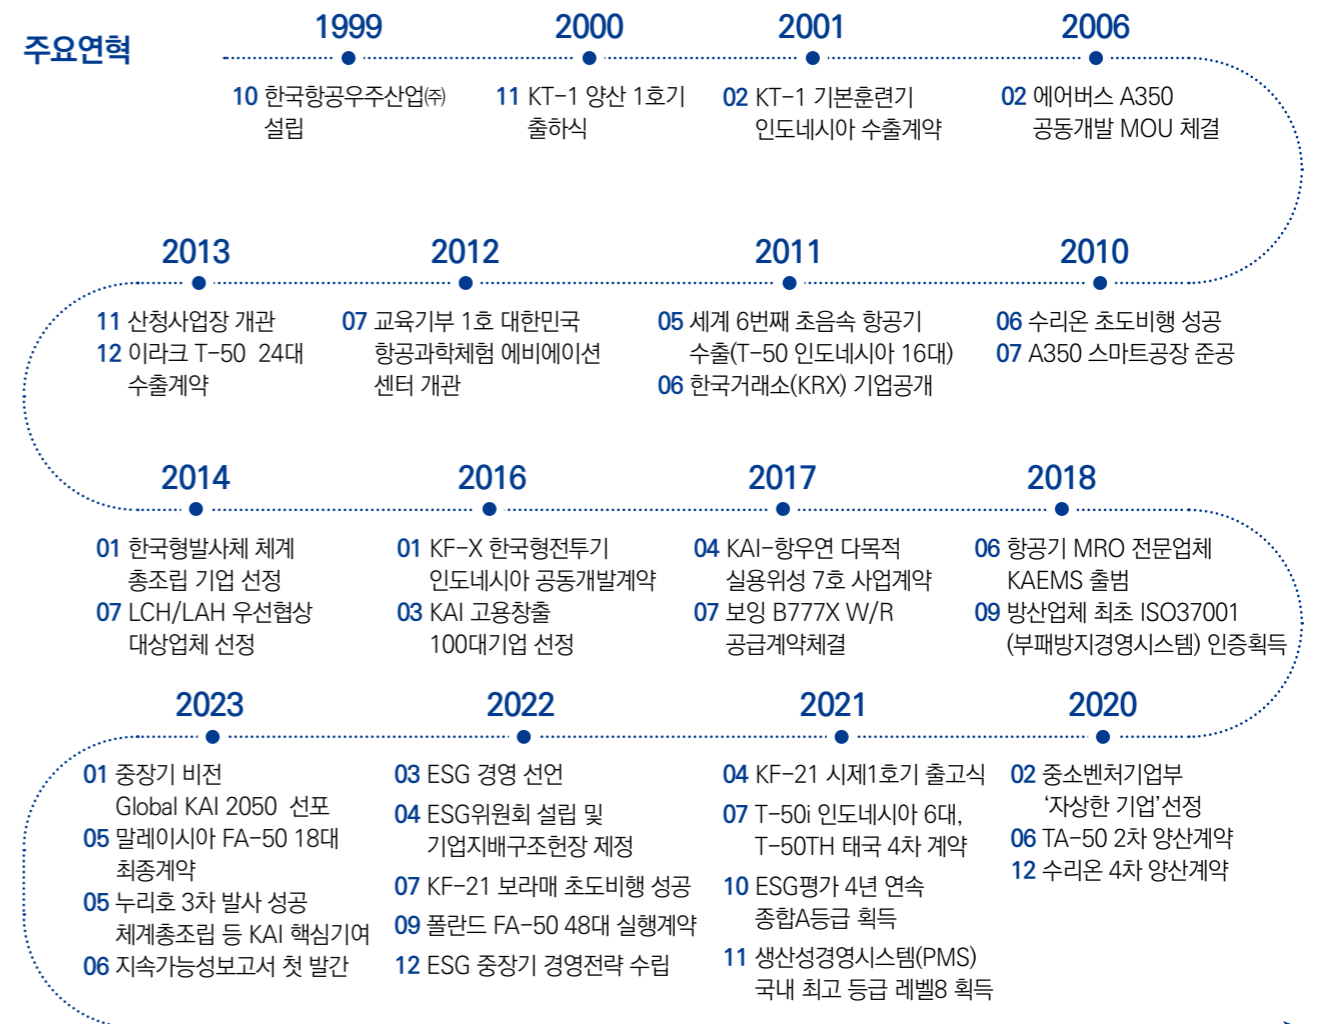 주요연혁
1999
10 한국항공우주산업㈜
설립
2000
11 KT-1 양산 1호기
출하식
2001
02 KT-1 기본훈련기
인도네시아 수출계약
2006
02 에어버스 A350
공동개발 MOU 체결
2010
06 수리온 초도비행 성공
07 A350 스마트공장 준공
2011
05 세계 6번째 초음속 항공기
수출(T-50 인도네시아 16대)
06 한국거래소(KRX) 기업공개
2012
07 교육기부 1호 대한민국
항공과학체험 에비에이션
센터 개관
2013
11 산청사업장 개관
12 이라크 T-50 24대
수출계약
2014
01 한국형발사체 체계
총조립 기업 선정
07 LCH/LAH 우선협상
대상업체 선정
2016
01 KF-X 한국형전투기
인도네시아 공동개발계약
03 KAI 고용창출
100대기업 선정
2017
04 KAI-항우연 다목적
실용위성 7호 사업계약
07 보잉 B777X W/R
공급계약체결
2018
06 항공기 MRO 전문업체
KAEMS 출범
09 방산업체 최초 ISO37001
(부패방지경영시스템) 인증획득
2020
02 중소벤처기업부
‘자상한 기업’선정
06 TA-50 2차 양산계약
12 수리온 4차 양산계약
2021
04 KF-21 시제1호기 출고식
07 T-50i 인도네시아 6대,
T-50TH 태국 4차 계약
10 ESG평가 4년 연속
종합A등급 획득
11 생산성경영시스템(PMS)
국내 최고 등급 레벨8 획득
2022
03 ESG 경영 선언
04 ESG위원회 설립 및
기업지배구조헌장 제정
07 KF-21 보라매 초도비행 성공
09 폴란드 FA-50 48대 실행계약
12 ESG 중장기 경영전략 수립
2023
01 중장기 비전
Global KAI 2050 선포
05 말레이시아 FA-50 18대
최종계약
05 누리호 3차 발사 성공
체계총조립 등 KAI 핵심기여
06 지속가능성보고서 첫 발간